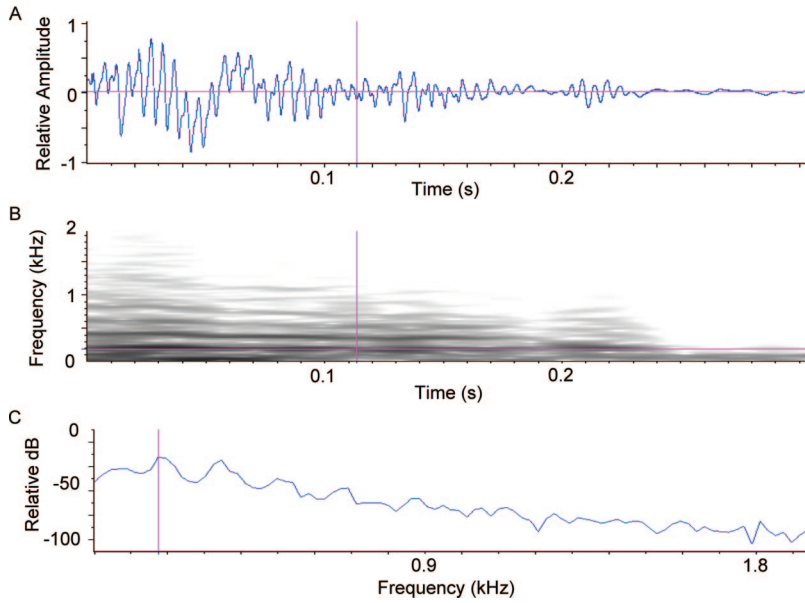 A
Relative Amplitude
1
0
-1
0.1
0.2
Time (s)
B
Frequency (kHz)
2
1
0
0.1
0.2
Time (s)
C
Relative dB
0
-50
-100
0.9
1.8
Frequency (kHz)